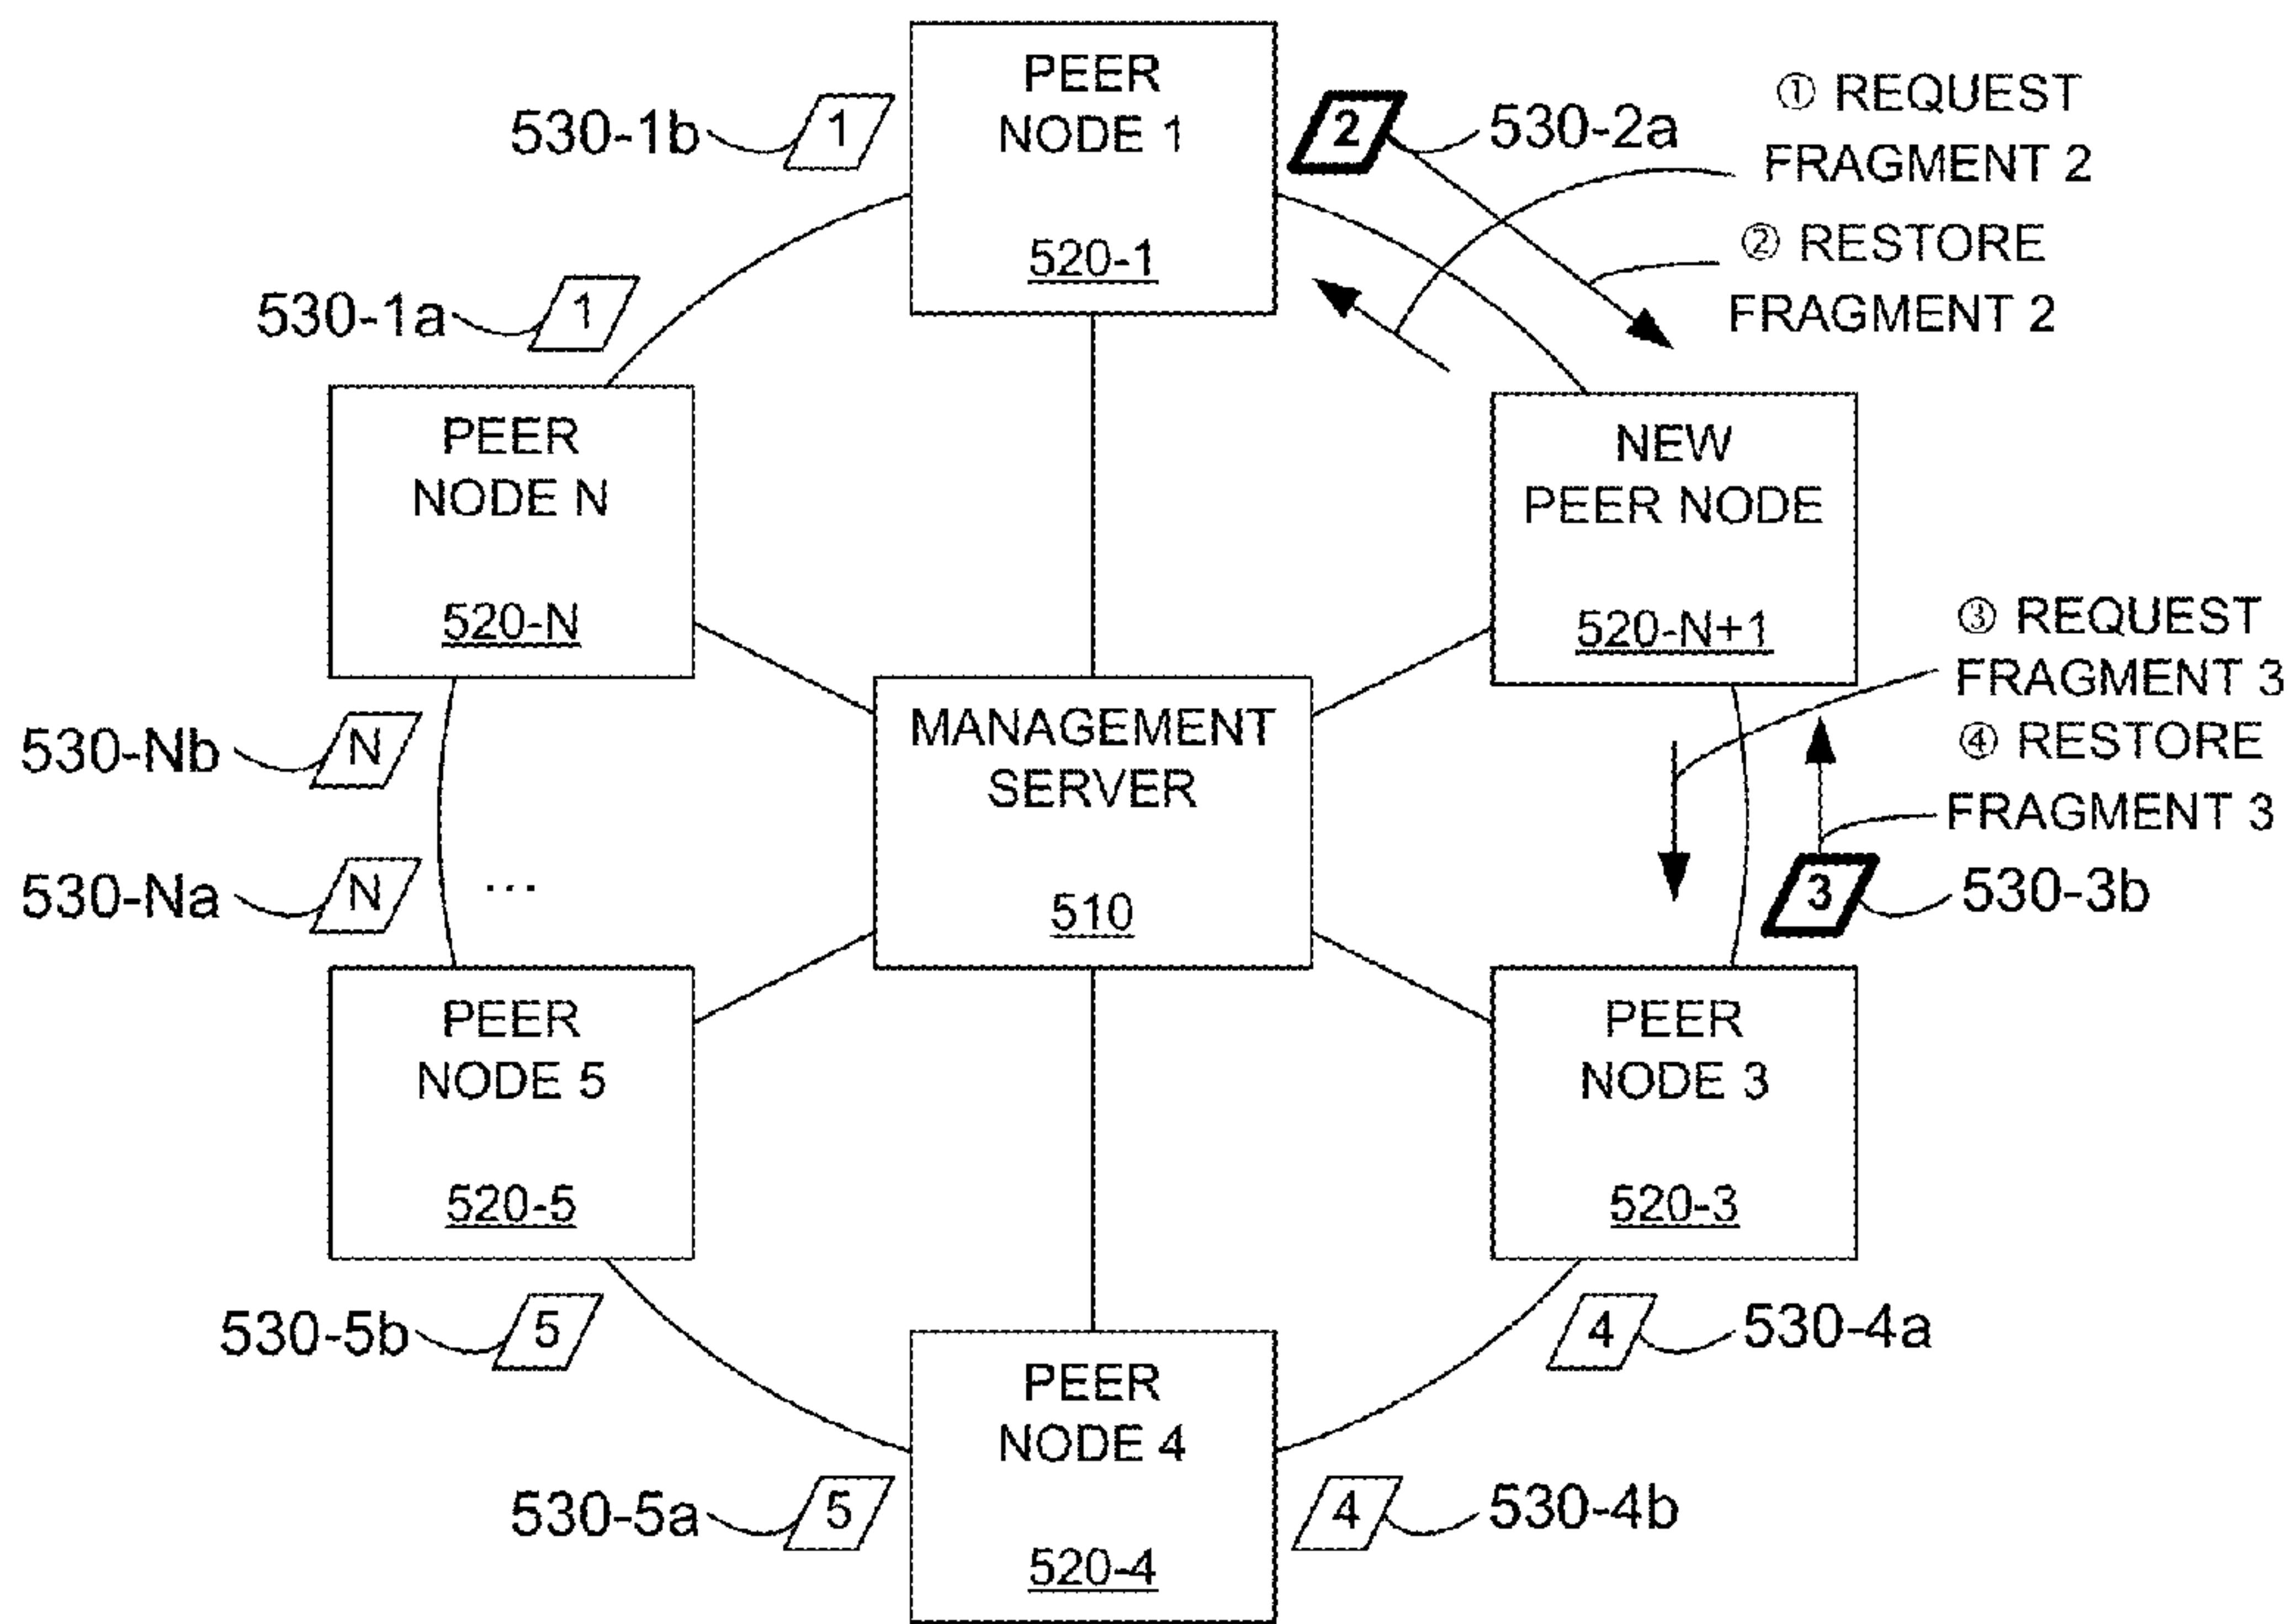 PEER
NODE 1
520-1
530-1b
1
2
530-2a
① REQUEST
FRAGMENT 2
② RESTORE
FRAGMENT 2
530-1a
1
PEER
NODE N
520-N
NEW
PEER NODE
520-N+1
③ REQUEST
FRAGMENT 3
④ RESTORE
FRAGMENT 3
530-Nb
N
MANAGEMENT
SERVER
510
530-Na
N
...
3
530-3b
PEER
NODE 5
520-5
PEER
NODE 3
520-3
530-5b
5
4
530-4a
PEER
NODE 4
520-4
530-5a
5
4
530-4b